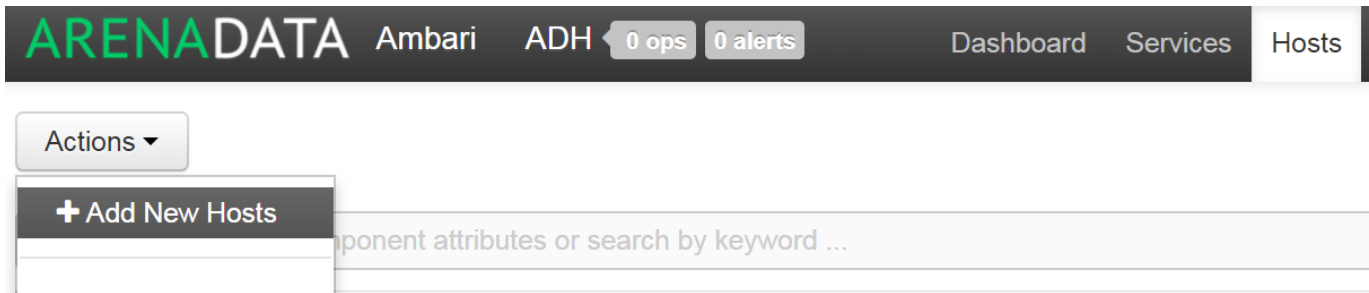 ARENADATA Ambari ADH 0 ops 0 alerts Dashboard Services Hosts
Actions
Add New Hosts
attributes or search by keyword ...